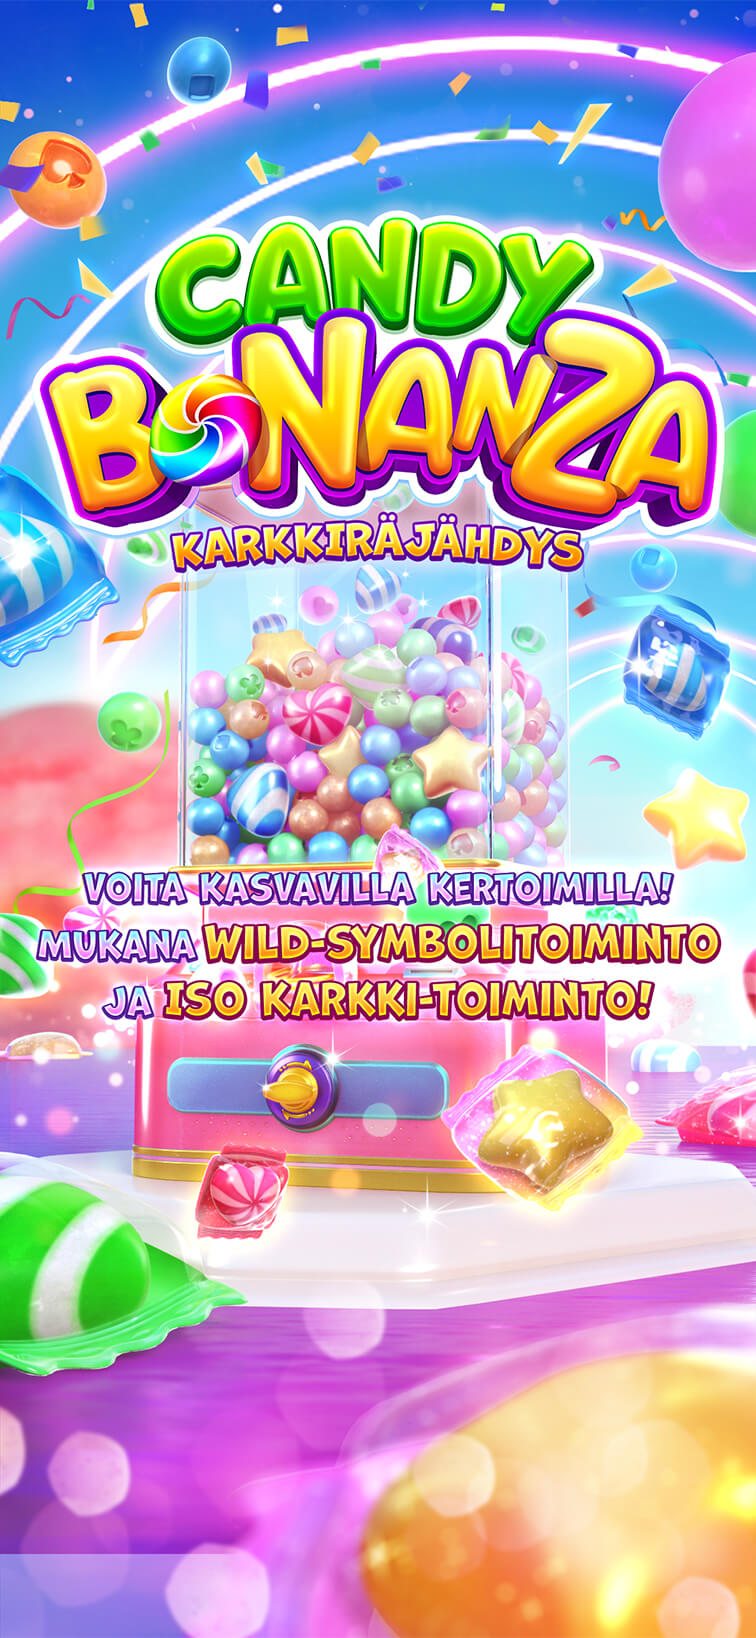 CANDY
BONANZA
KARKKIRÄJÄHDYS
VOITA KASVAVILLA KERTOIMILLA!
MUKANA WILD-SYMBOLITOIMINTO
JA ISO KARKKI-TOIMINTO!